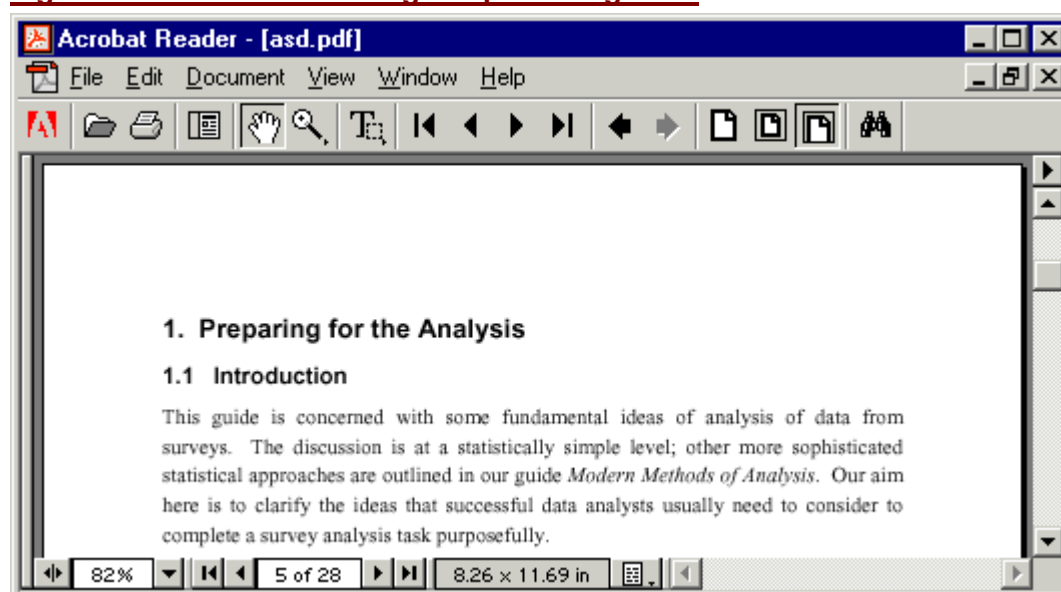 Acrobat Reader - [asd.pdf]
File Edit Document View Window Help
1. Preparing for the Analysis
1.1 Introduction
This guide is concerned with some fundamental ideas of analysis of data from
surveys. The discussion is at a statistically simple level; other more sophisticated
statistical approaches are outlined in our guide Modern Methods of Analysis. Our aim
here is to clarify the ideas that successful data analysts usually need to consider to
complete a survey analysis task purposefully.
82% 5 of 28 8.26 × 11.69 in